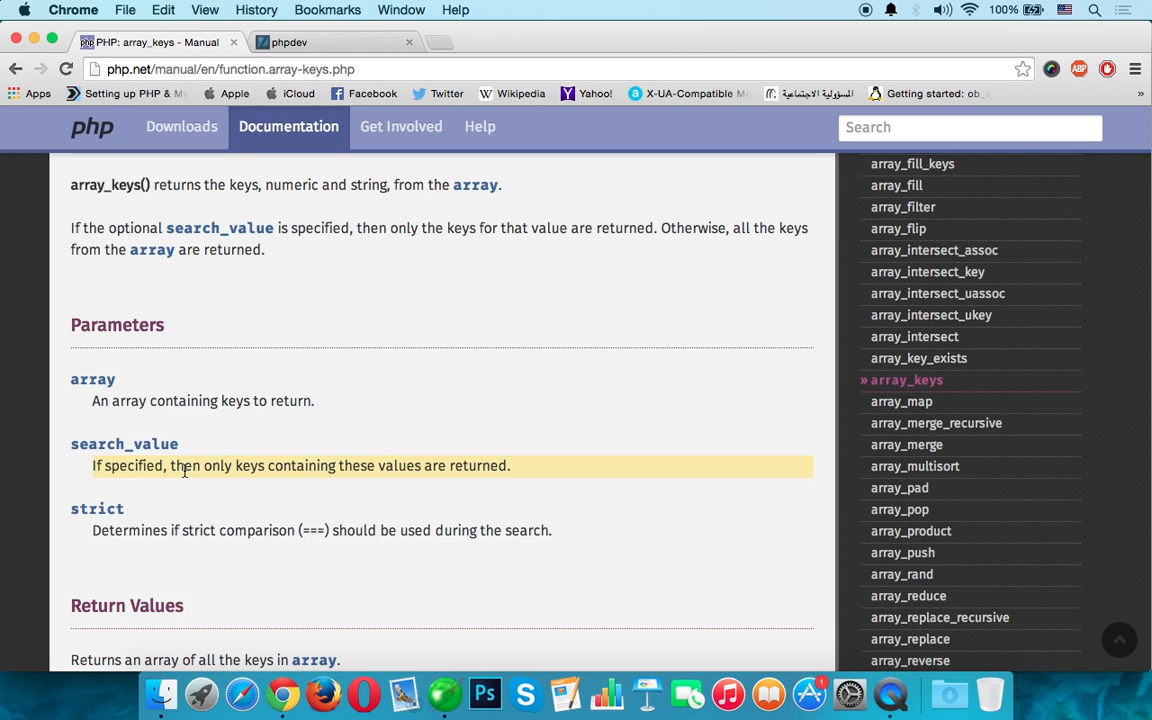 Chrome File Edit View History Bookmarks Window Help 100%
PHP: array_keys - Manual phpdev
php.net/manual/en/function.array-keys.php ABP
Apps Setting up PHP & My Apple iCloud Facebook Twitter Wikipedia Yahoo! X-UA-Compatible M المسؤولية الاجتماعية Getting started: ob_a »
php Downloads Documentation Get Involved Help Search
array_keys() returns the keys, numeric and string, from the array.
If the optional search_value is specified, then only the keys for that value are returned. Otherwise, all the keys
from the array are returned.
Parameters
array
An array containing keys to return.
search_value
If specified, then only keys containing these values are returned.
strict
Determines if strict comparison (===) should be used during the search.
Return Values
Returns an array of all the keys in array.
array_fill_keys
array_fill
array_filter
array_flip
array_intersect_assoc
array_intersect_key
array_intersect_uassoc
array_intersect_ukey
array_intersect
array_key_exists
» array_keys
array_map
array_merge_recursive
array_merge
array_multisort
array_pad
array_pop
array_product
array_push
array_rand
array_reduce
array_replace_recursive
array_replace
array_reverse
Ps
1